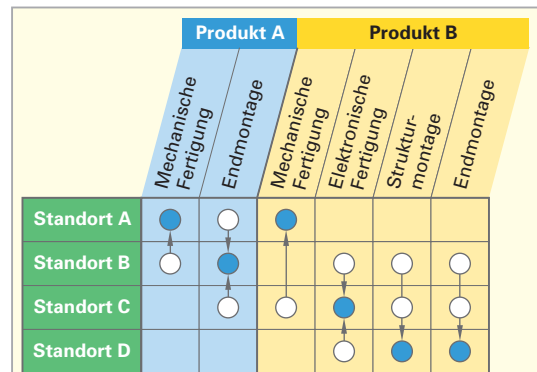 Produkt A
Produkt B
Mechanische
Fertigung
Endmontage
Mechanische
Fertigung
Elektronische
Fertigung
Struktur-
montage
Endmontage
Standort A
Standort B
Standort C
Standort D